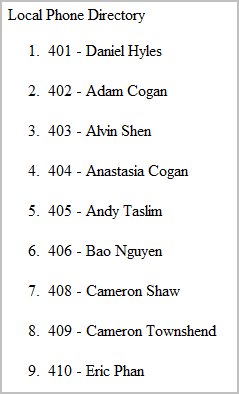 Local Phone Directory
1. 401 - Daniel Hyles
2. 402 - Adam Cogan
3. 403 - Alvin Shen
4. 404 - Anastasia Cogan
5. 405 - Andy Taslim
6. 406 - Bao Nguyen
7. 408 - Cameron Shaw
8. 409 - Cameron Townshend
9. 410 - Eric Phan